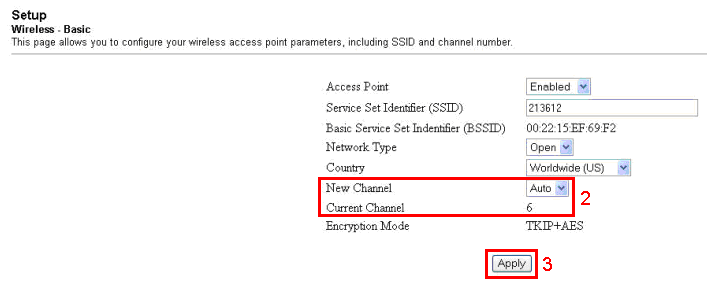 Setup
Wireless - Basic
This page allows you to configure your wireless access point parameters, including SSID and channel number.
Access Point Enabled
Service Set Identifier (SSID) 213612
Basic Service Set Indentifier (BSSID) 00:22:15:EF:69:F2
Network Type Open
Country Worldwide (US)
New Channel Auto 2
Current Channel 6
Encryption Mode TKIP+AES
Apply 3